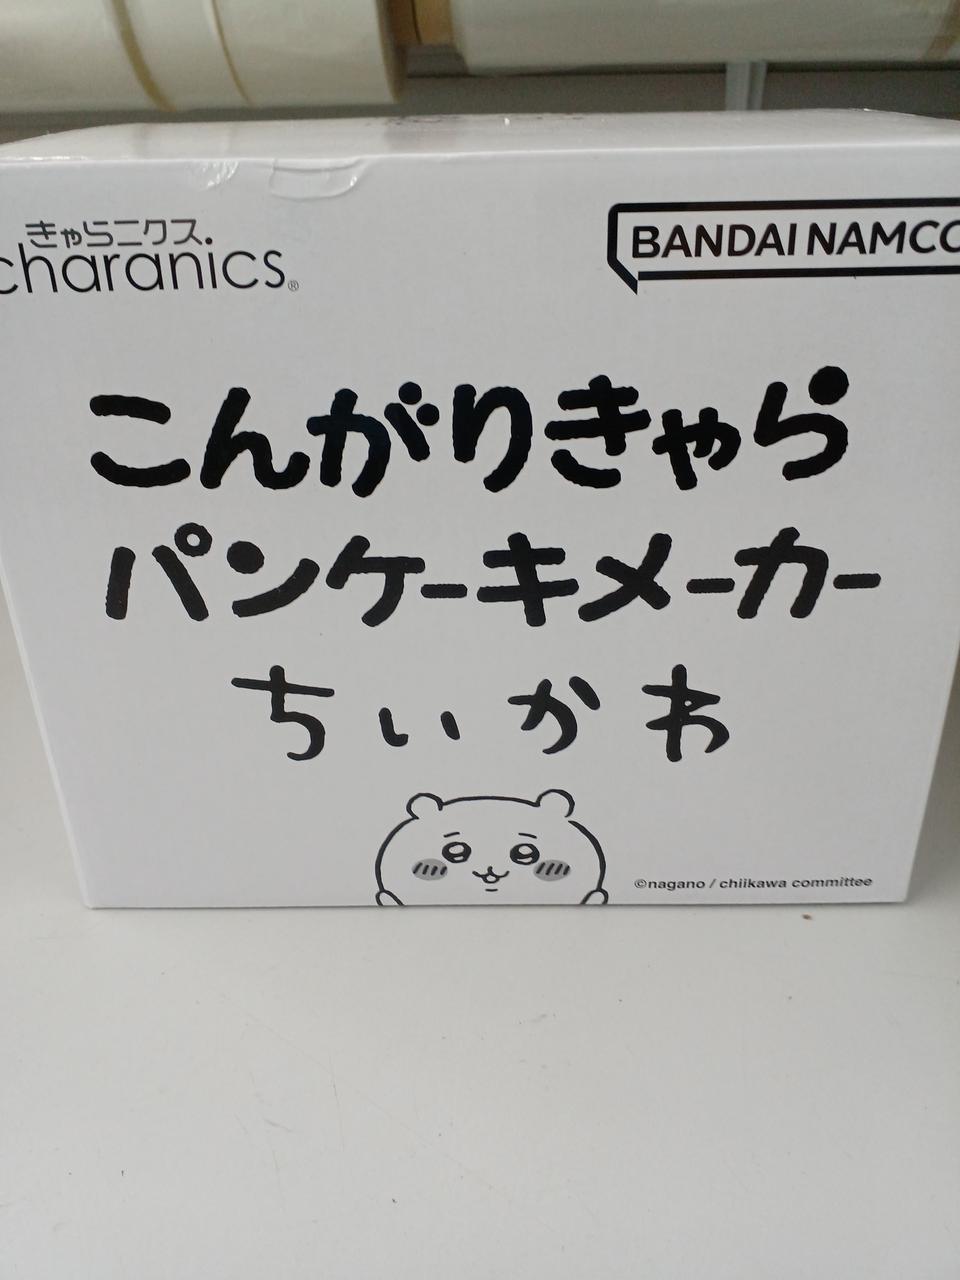 きゃらニクス.
charanics®
BANDAI NAMCO
こんがりきゃら
パンケーキメーカー
ちいかわ
©nagano / chiikawa committee